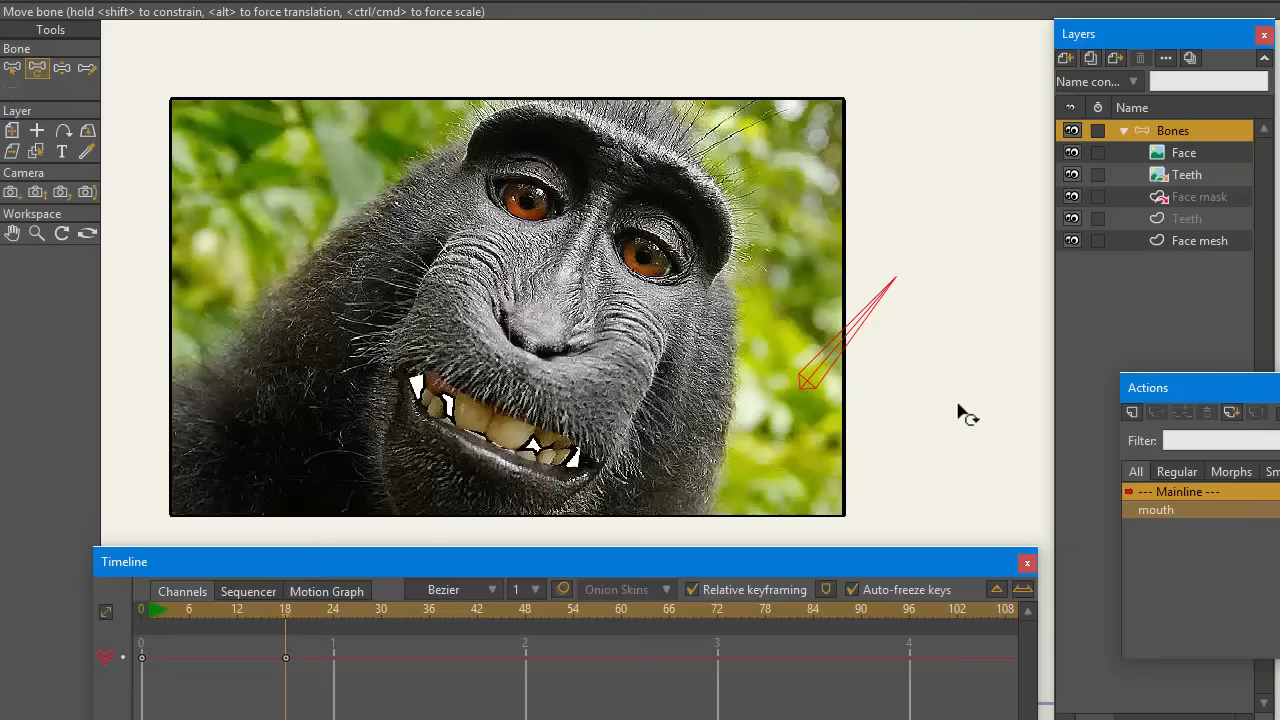 Move bone (hold <shift> to constrain, <alt> to force translation, <ctrl/cmd> to force scale)
Tools
Bone
Layer
Camera
Workspace
Layers
x
Name con...
Name
Bones
Face
Teeth
Face mask
Teeth
Face mesh
Actions
Filter:
All Regular Morphs Sm
--- Mainline ---
mouth
Timeline
x
Channels Sequencer Motion Graph Bezier 1 Onion Skins Relative keyframing Auto-freeze keys
0 6 12 18 24 30 36 42 48 54 60 66 72 78 84 90 96 102 108
0 1 2 3 4